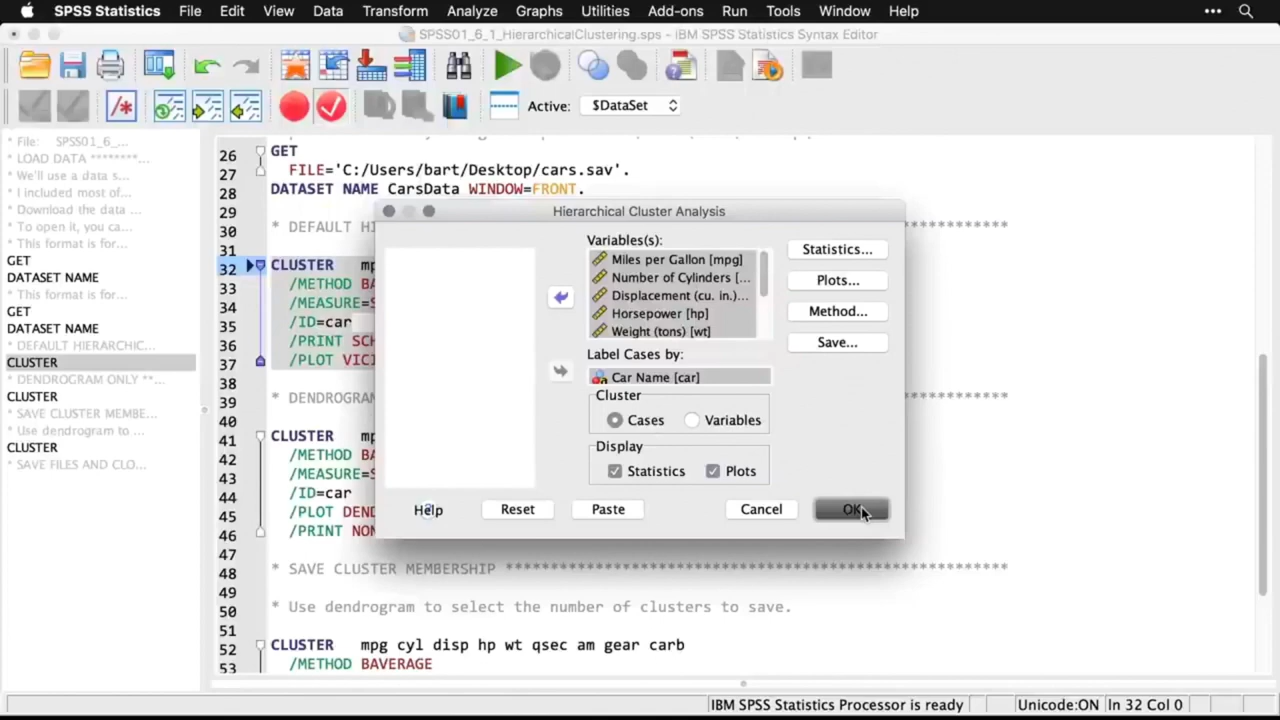 SPSS Statistics File Edit View Data Transform Analyze Graphs Utilities Add-ons Run Tools Window Help
SPSS01_6_1_HierarchicalClustering.sps - IBM SPSS Statistics Syntax Editor
Active: $DataSet
* File: SPSS01_6_...
* LOAD DATA *******...
* We'll use a data s...
* I included most of...
* Download the data ...
* To open it, you ca...
* This format is for...
GET
DATASET NAME
* This format is for...
GET
DATASET NAME
* DEFAULT HIERARCHIC...
CLUSTER
* DENDROGRAM ONLY **...
CLUSTER
* SAVE CLUSTER MEMBE...
* Use dendrogram to ...
CLUSTER
* SAVE FILES AND CLO...
26 GET
27 FILE='C:/Users/bart/Desktop/cars.sav'.
28 DATASET NAME CarsData WINDOW=FRONT.
29
30 * DEFAULT HI
31
32 CLUSTER mp
33 /METHOD BA
34 /MEASURE=S
35 /ID=car
36 /PRINT SCH
37 /PLOT VICI
38
39 * DENDROGRAM
40
41 CLUSTER mp
42 /METHOD BA
43 /MEASURE=S
44 /ID=car
45 /PLOT DEND
46 /PRINT NON
47
48 * SAVE CLUSTER MEMBERSHIP ********************************************************
49
50 * Use dendrogram to select the number of clusters to save.
51
52 CLUSTER mpg cyl disp hp wt qsec am gear carb
53 /METHOD BAVERAGE
Hierarchical Cluster Analysis
Variables(s):
Miles per Gallon [mpg]
Number of Cylinders [...
Displacement (cu. in.)...
Horsepower [hp]
Weight (tons) [wt]
Label Cases by:
Car Name [car]
Cluster
Cases Variables
Display
Statistics Plots
Statistics...
Plots...
Method...
Save...
Help Reset Paste Cancel OK
IBM SPSS Statistics Processor is ready Unicode:ON In 32 Col 0